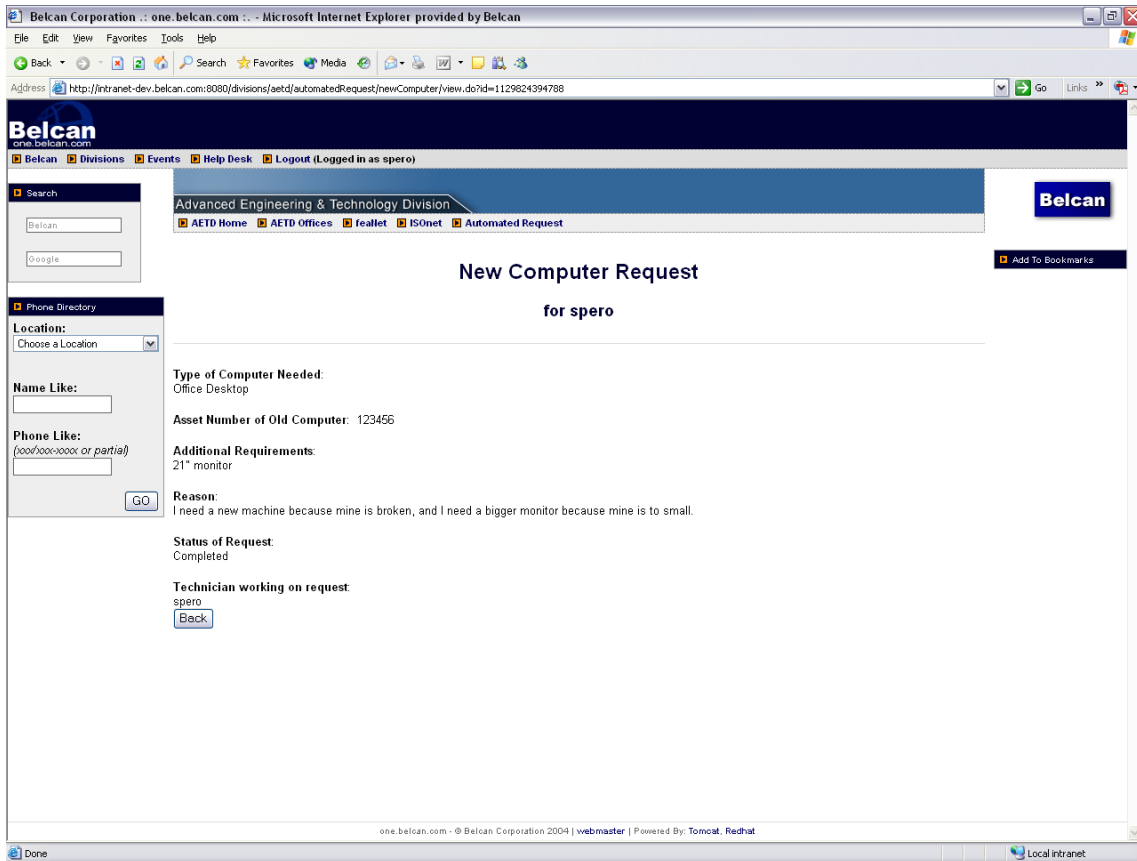 Belcan Corporation .: one.belcan.com :. - Microsoft Internet Explorer provided by Belcan
File Edit View Favorites Tools Help
Back Search Favorites Media
Address http://intranet-dev.belcan.com:8080/divisions/aetd/automatedRequest/newComputer/view.do?id=1129824394788 Go Links »
Belcan
one.belcan.com
Belcan Divisions Events Help Desk Logout (Logged in as spero)
Search
Belcan
Google
Phone Directory
Location:
Choose a Location
Name Like:
Phone Like:
(xxx/xxx-xxxx or partial)
GO
Advanced Engineering & Technology Division
AETD Home AETD Offices feaNet ISOnet Automated Request
New Computer Request
for spero
Type of Computer Needed:
Office Desktop
Asset Number of Old Computer: 123456
Additional Requirements:
21" monitor
Reason:
I need a new machine because mine is broken, and I need a bigger monitor because mine is to small.
Status of Request:
Completed
Technician working on request:
spero
Back
Belcan
Add To Bookmarks
one.belcan.com - © Belcan Corporation 2004 | webmaster | Powered By: Tomcat, Redhat
Done Local intranet